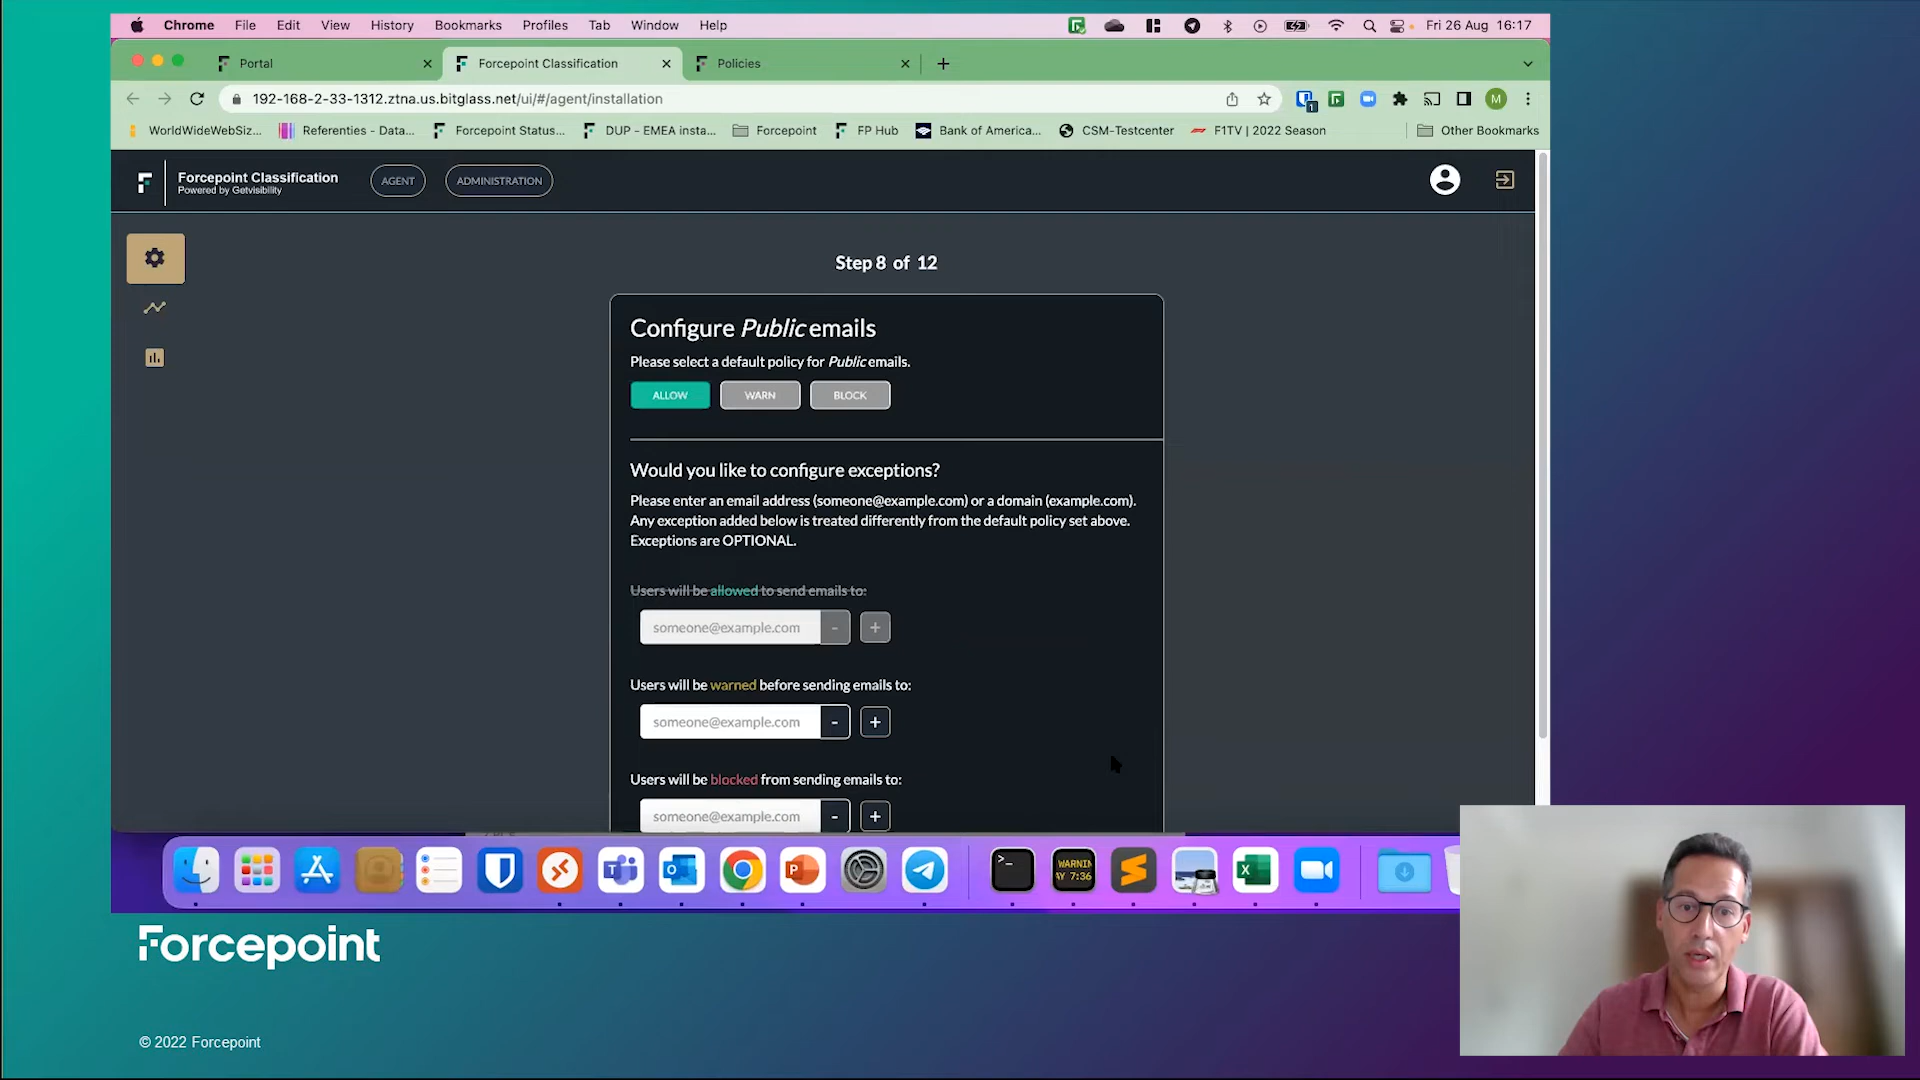 Chrome File Edit View History Bookmarks Profiles Tab Window Help
Fri 26 Aug 16:17
Portal
Forcepoint Classification
Policies
192-168-2-33-1312.ztna.us.bitglass.net/ui/#/agent/installation
M
1
WorldWideWebSiz...
Referenties - Data...
Forcepoint Status...
DUP - EMEA insta...
Forcepoint
FP Hub
Bank of America...
CSM-Testcenter
F1TV | 2022 Season
Other Bookmarks
Forcepoint Classification
Powered by Getvisibility
AGENT
ADMINISTRATION
Step 8 of 12
Configure Public emails
Please select a default policy for Public emails.
ALLOW
WARN
BLOCK
Would you like to configure exceptions?
Please enter an email address (someone@example.com) or a domain (example.com).
Any exception added below is treated differently from the default policy set above.
Exceptions are OPTIONAL.
Users will be allowed to send emails to:
someone@example.com - +
Users will be warned before sending emails to:
someone@example.com - +
Users will be blocked from sending emails to:
someone@example.com - +
WARNIN
AY 7:36
Forcepoint
© 2022 Forcepoint